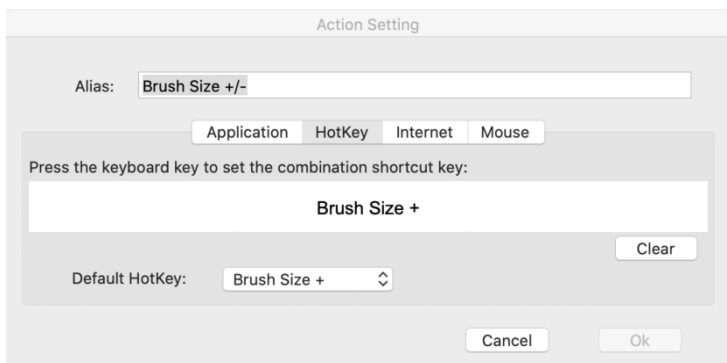 Action Setting
Alias: Brush Size +/-
Application HotKey Internet Mouse
Press the keyboard key to set the combination shortcut key:
Brush Size +
Clear
Default HotKey: Brush Size +
Cancel Ok